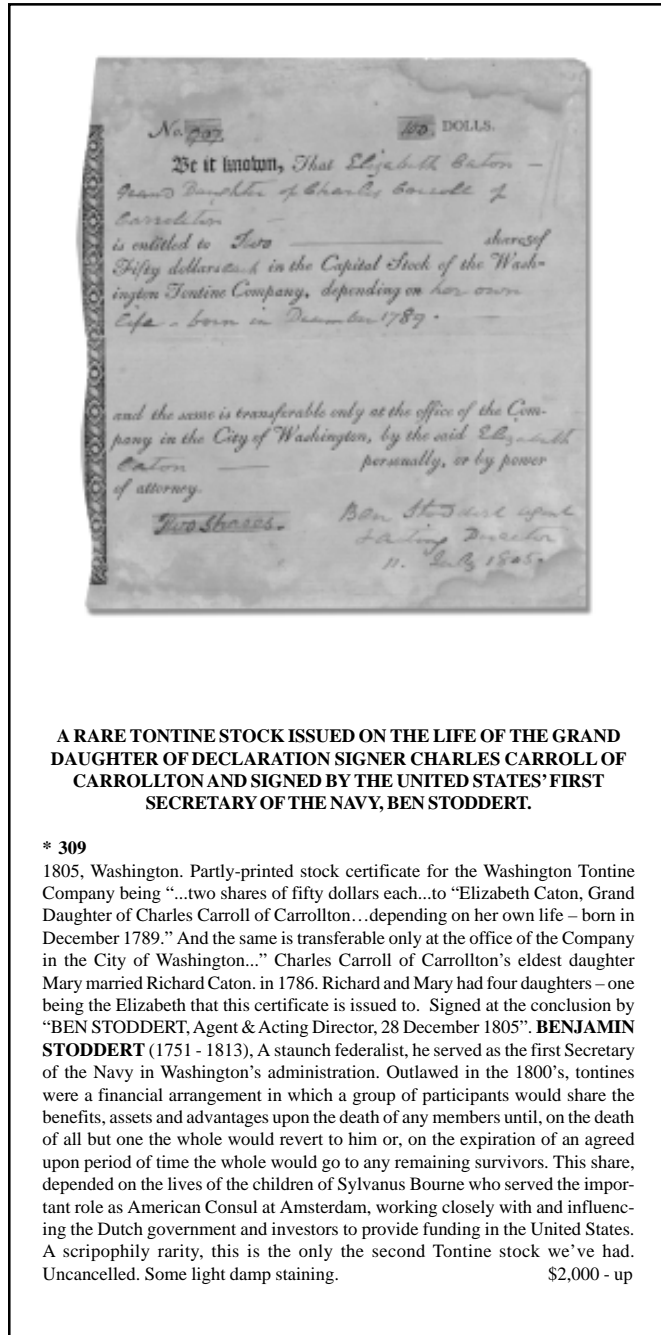 No. 707 100 DOLLS.
Be it known, That Elizabeth Caton –
Grand Daughter of Charles Carroll of
Carrollton –
is entitled to Two shares of
Fifty dollars each in the Capital Stock of the Wash-
ington Tontine Company, depending on her own
life – born in December 1789.
and the same is transferable only at the office of the Com-
pany in the City of Washington, by the said Elizabeth
Caton personally, or by power
of attorney.
Two Shares. Ben Stoddert agent
& acting Director
11. July 1805.
A RARE TONTINE STOCK ISSUED ON THE LIFE OF THE GRAND
DAUGHTER OF DECLARATION SIGNER CHARLES CARROLL OF
CARROLLTON AND SIGNED BY THE UNITED STATES’ FIRST
SECRETARY OF THE NAVY, BEN STODDERT.
* 309
1805, Washington. Partly-printed stock certificate for the Washington Tontine
Company being “...two shares of fifty dollars each...to “Elizabeth Caton, Grand
Daughter of Charles Carroll of Carrollton…depending on her own life – born in
December 1789.” And the same is transferable only at the office of the Company
in the City of Washington...” Charles Carroll of Carrollton’s eldest daughter
Mary married Richard Caton. in 1786. Richard and Mary had four daughters – one
being the Elizabeth that this certificate is issued to. Signed at the conclusion by
“BEN STODDERT, Agent & Acting Director, 28 December 1805”. BENJAMIN
STODDERT (1751 - 1813), A staunch federalist, he served as the first Secretary
of the Navy in Washington’s administration. Outlawed in the 1800’s, tontines
were a financial arrangement in which a group of participants would share the
benefits, assets and advantages upon the death of any members until, on the death
of all but one the whole would revert to him or, on the expiration of an agreed
upon period of time the whole would go to any remaining survivors. This share,
depended on the lives of the children of Sylvanus Bourne who served the impor-
tant role as American Consul at Amsterdam, working closely with and influenc-
ing the Dutch government and investors to provide funding in the United States.
A scripophily rarity, this is the only the second Tontine stock we’ve had.
Uncancelled. Some light damp staining. $2,000 - up